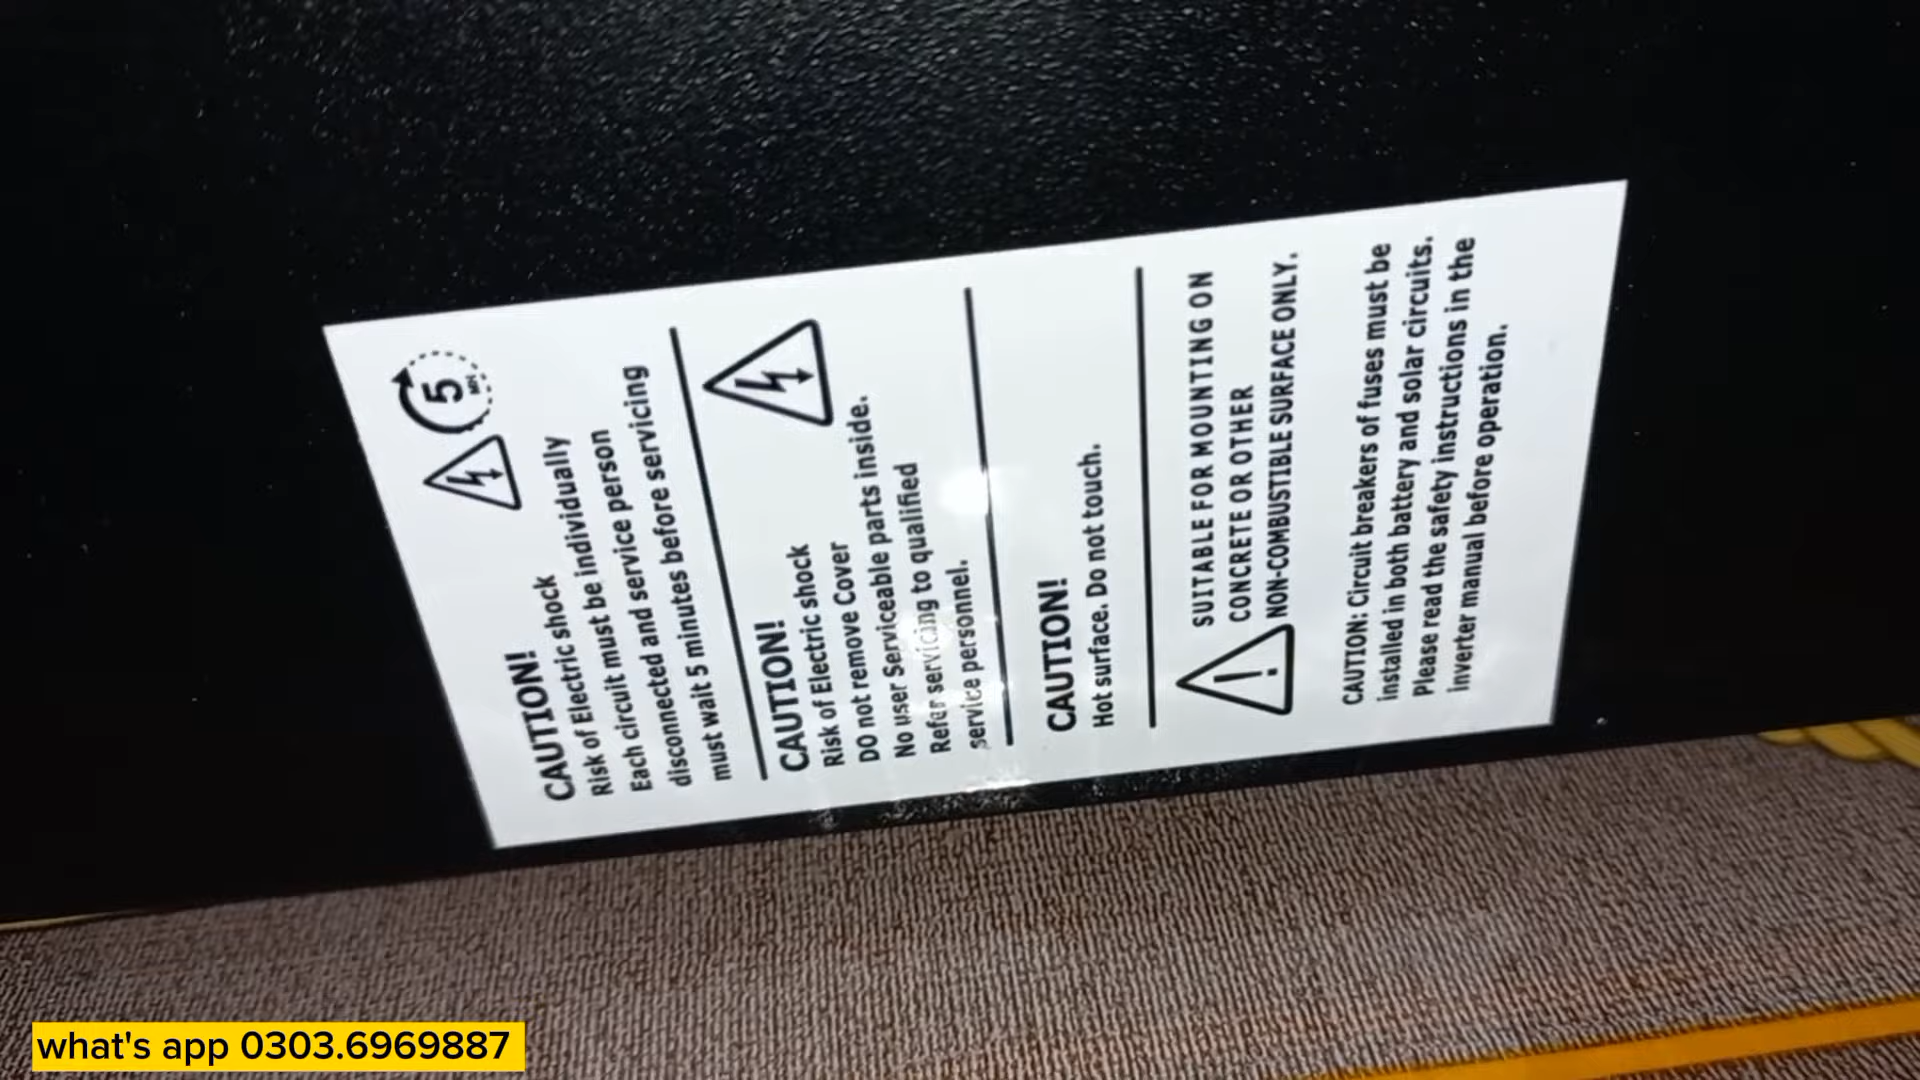 5
MIN
CAUTION!
Risk of Electric shock
Each circuit must be individually
disconnected and service person
must wait 5 minutes before servicing
CAUTION!
Risk of Electric shock
DO not remove Cover
No user Serviceable parts inside.
Refer servicing to qualified
service personnel.
CAUTION!
Hot surface. Do not touch.
SUITABLE FOR MOUNTING ON
CONCRETE OR OTHER
NON-COMBUSTIBLE SURFACE ONLY.
CAUTION: Circuit breakers of fuses must be
installed in both battery and solar circuits.
Please read the safety instructions in the
inverter manual before operation.
what's app 0303.6969887